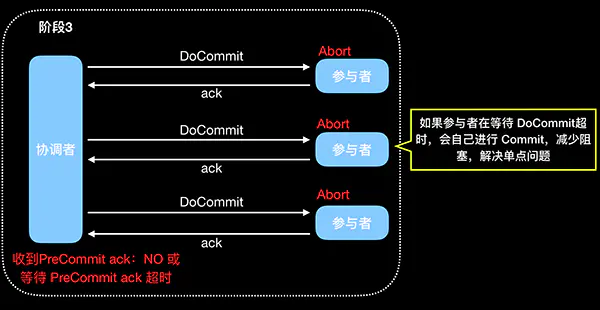 阶段3
DoCommit
Abort
参与者
ack
DoCommit
Abort
协调者
参与者
ack
如果参与者在等待 DoCommit超
时，会自己进行 Commit，减少阻
塞，解决单点问题
DoCommit
Abort
参与者
ack
收到PreCommit ack：NO 或
等待 PreCommit ack 超时